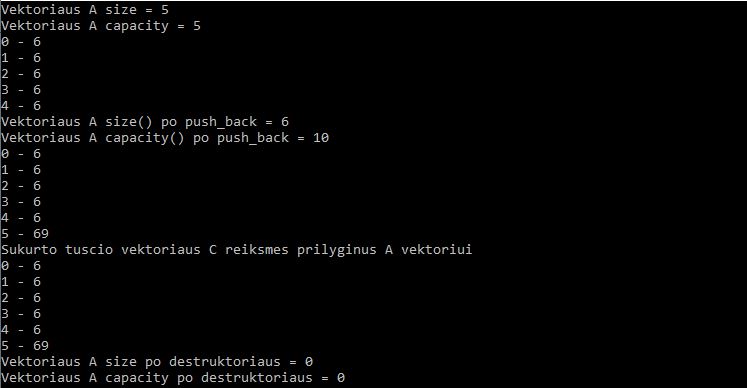 Vektoriaus A size = 5
Vektoriaus A capacity = 5
0 - 6
1 - 6
2 - 6
3 - 6
4 - 6
Vektoriaus A size() po push_back = 6
Vektoriaus A capacity() po push_back = 10
0 - 6
1 - 6
2 - 6
3 - 6
4 - 6
5 - 69
Sukurto tuscio vektoriaus C reiksmes prilyginus A vektoriui
0 - 6
1 - 6
2 - 6
3 - 6
4 - 6
5 - 69
Vektoriaus A size po destruktoriaus = 0
Vektoriaus A capacity po destruktoriaus = 0